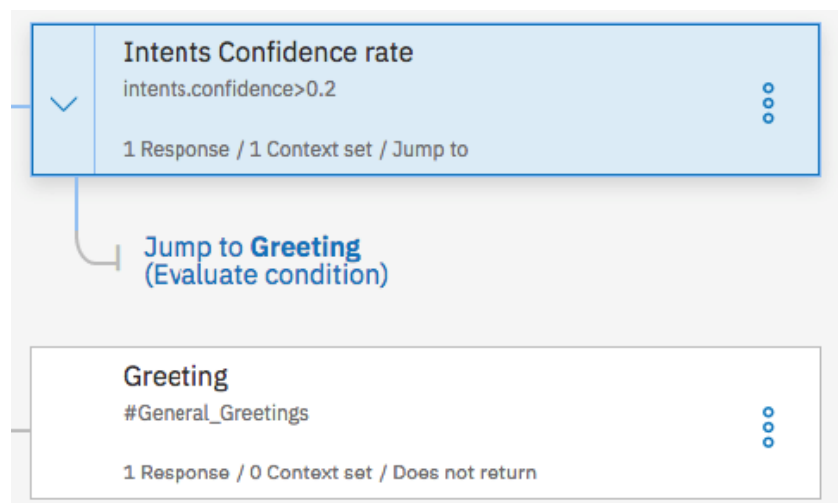 Intents Confidence rate
intents.confidence>0.2
1 Response / 1 Context set / Jump to
Jump to Greeting
(Evaluate condition)
Greeting
#General_Greetings
1 Response / 0 Context set / Does not return